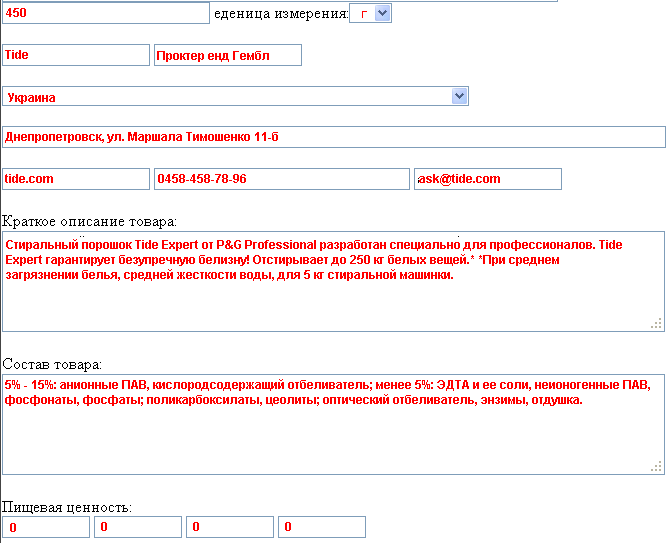 450 еденица измерения: г
Tide Проктер енд Гембл
Украина
Днепропетровск, ул. Маршала Тимошенко 11-б
tide.com 0458-458-78-96 ask@tide.com
Краткое описание товара:
Стиральный порошок Tide Expert от P&G Professional разработан специально для профессионалов. Tide
Expert гарантирует безупречную белизну! Отстирывает до 250 кг белых вещей.* *При среднем
загрязнении белья, средней жесткости воды, для 5 кг стиральной машинки.
Состав товара:
5% - 15%: анионные ПАВ, кислородсодержащий отбеливатель; менее 5%: ЭДТА и ее соли, неионогенные ПАВ,
фосфонаты, фосфаты; поликарбоксилаты, цеолиты; оптический отбеливатель, энзимы, отдушка.
Пищевая ценность:
0 0 0 0